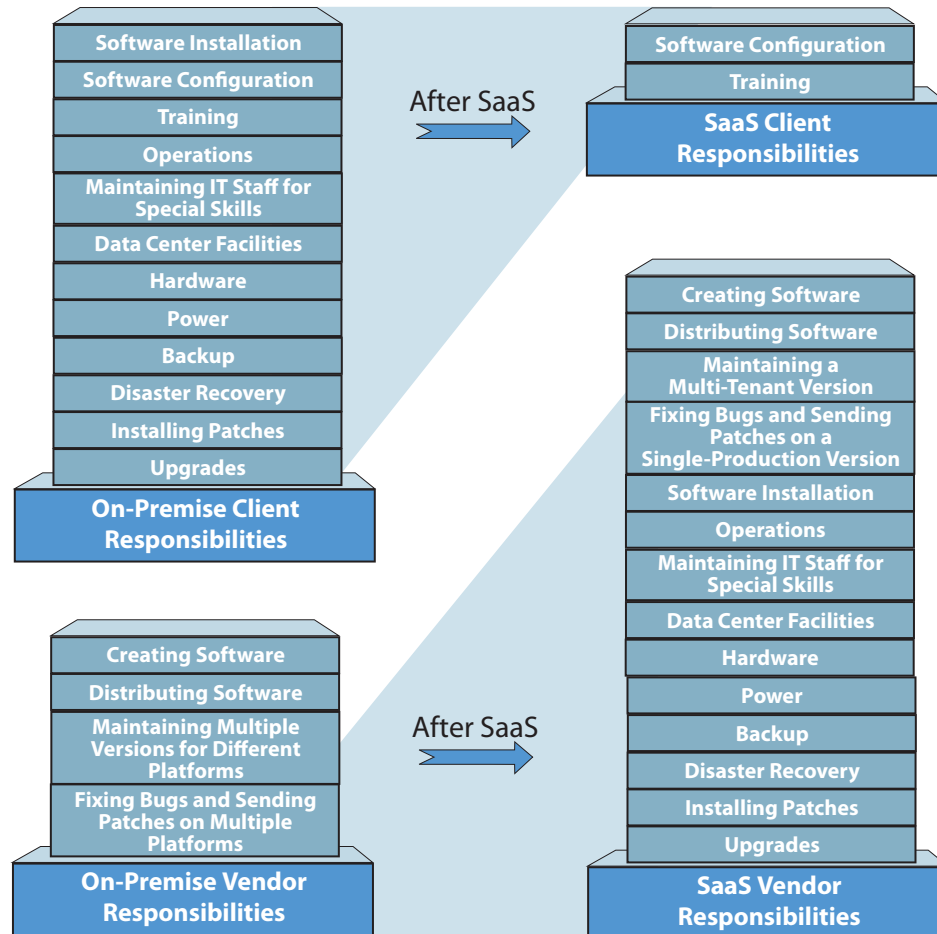 Software Installation
Software Configuration
Training
Operations
Maintaining IT Staff for
Special Skills
Data Center Facilities
Hardware
Power
Backup
Disaster Recovery
Installing Patches
Upgrades
On-Premise Client
Responsibilities
After SaaS
Software Configuration
Training
SaaS Client
Responsibilities
Creating Software
Distributing Software
Maintaining Multiple
Versions for Different
Platforms
Fixing Bugs and Sending
Patches on Multiple
Platforms
On-Premise Vendor
Responsibilities
After SaaS
Creating Software
Distributing Software
Maintaining a
Multi-Tenant Version
Fixing Bugs and Sending
Patches on a
Single-Production Version
Software Installation
Operations
Maintaining IT Staff for
Special Skills
Data Center Facilities
Hardware
Power
Backup
Disaster Recovery
Installing Patches
Upgrades
SaaS Vendor
Responsibilities